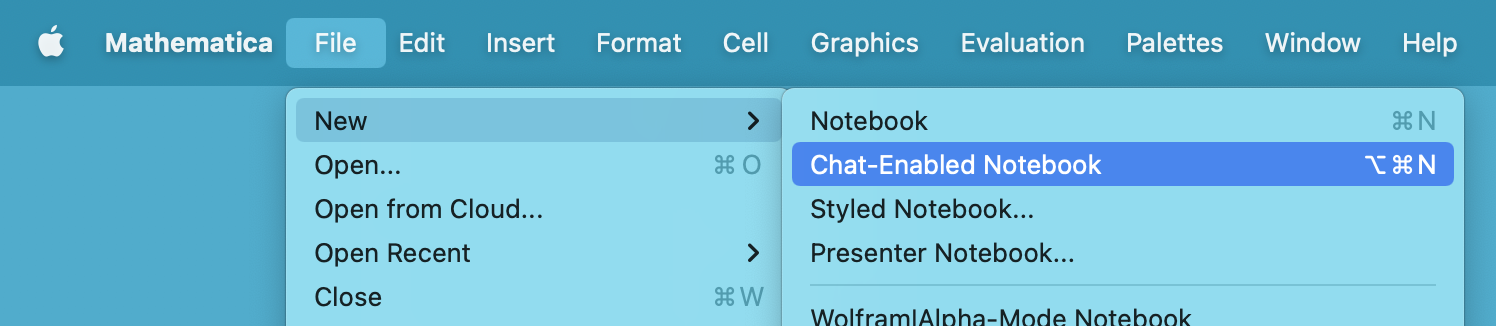 Mathematica File Edit Insert Format Cell Graphics Evaluation Palettes Window Help
New
Open... ⌘O
Open from Cloud...
Open Recent
Close ⌘W
Notebook ⌘N
Chat-Enabled Notebook ⌥⌘N
Styled Notebook...
Presenter Notebook...
Wolfram|Alpha-Mode Notebook